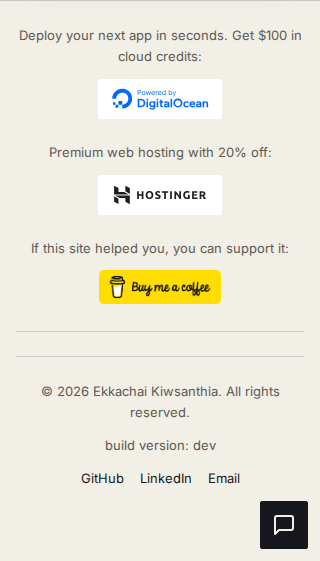 Deploy your next app in seconds. Get $100 in
cloud credits:
Powered by
DigitalOcean
Premium web hosting with 20% off:
HOSTINGER
If this site helped you, you can support it:
Buy me a coffee
© 2026 Ekkachai Kiwsanthia. All rights
reserved.
build version: dev
GitHub LinkedIn Email